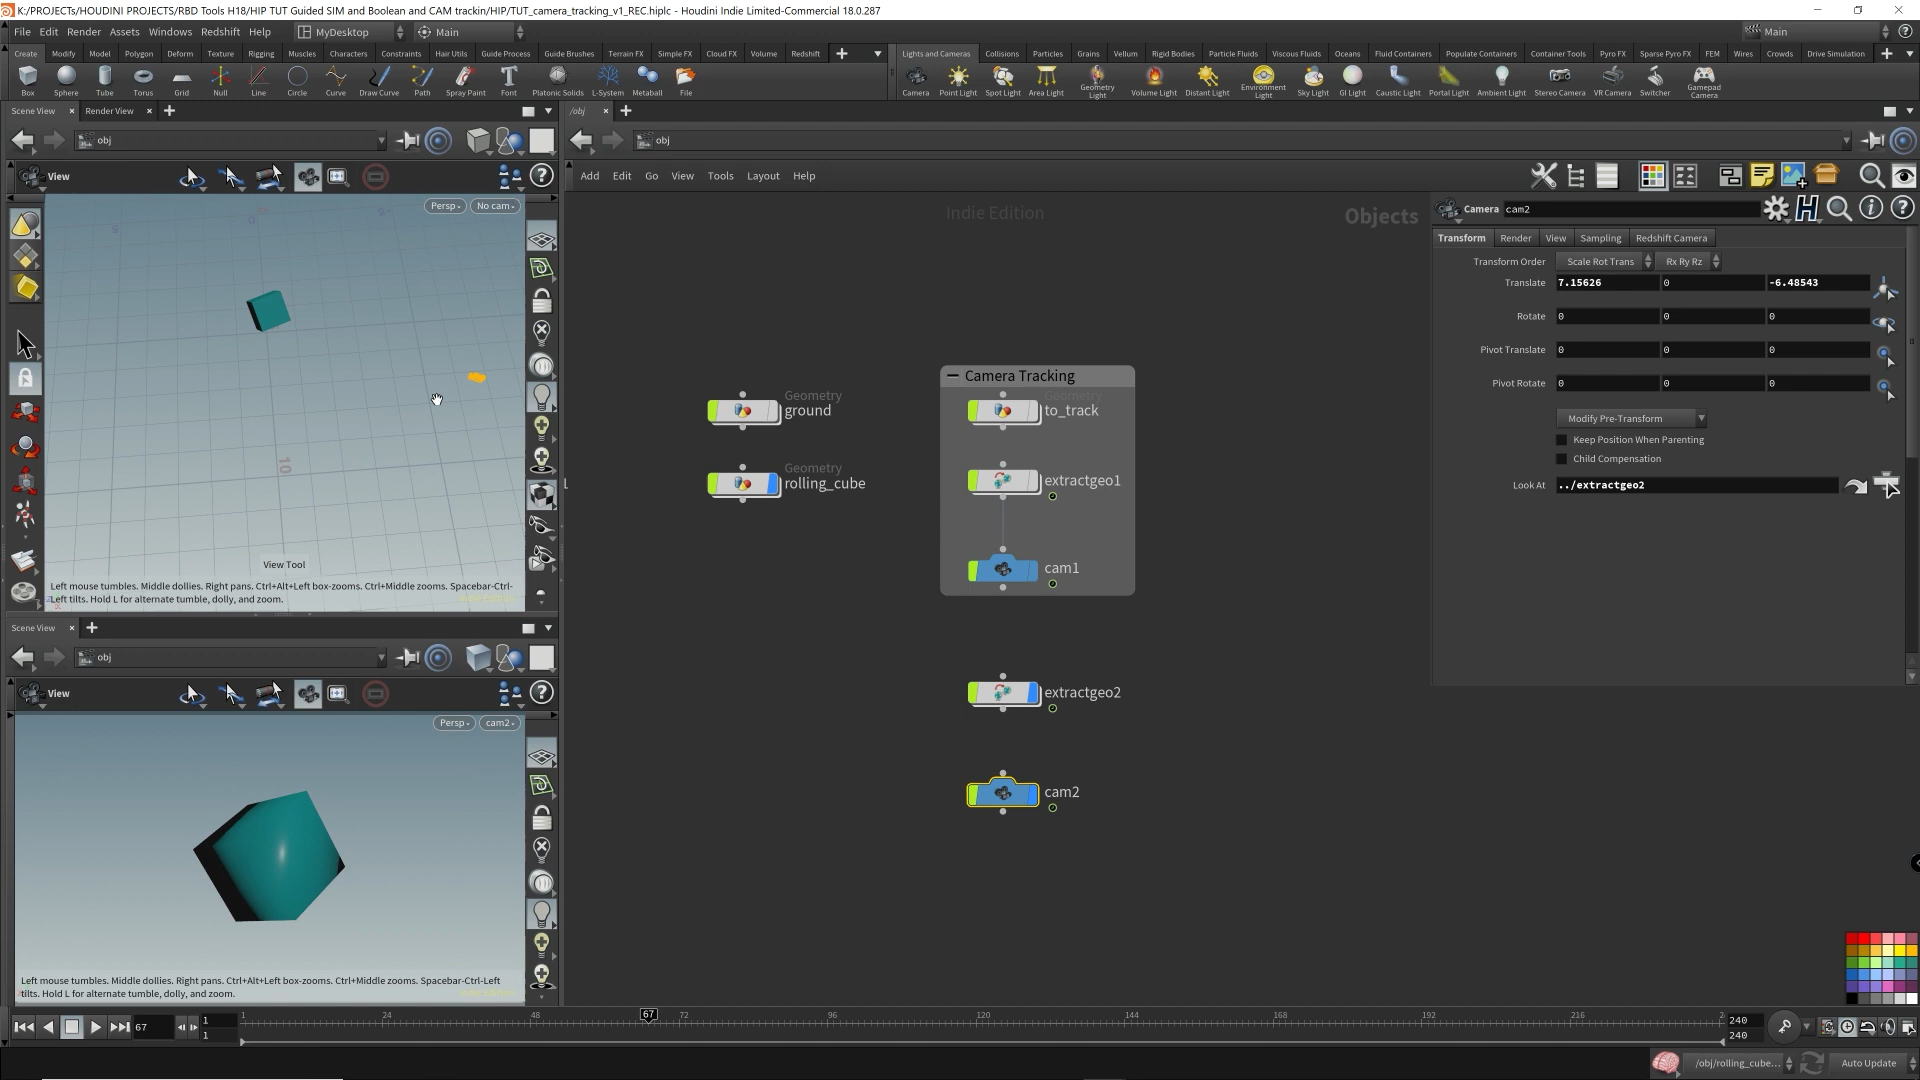 K:/PROJECTs/HOUDINI PROJECTS/RBD Tools H18/HIP TUT Guided SIM and Boolean and CAM trackin/HIP/TUT_camera_tracking_v1_REC.hiplc - Houdini Indie Limited-Commercial 18.0.287
File Edit Render Assets Windows Redshift Help MyDesktop Main Main
Create Modify Model Polygon Deform Texture Rigging Muscles Characters Constraints Hair Utils Guide Process Guide Brushes Terrain FX Simple FX Cloud FX Volume Redshift
Lights and Cameras Collisions Particles Grains Vellum Rigid Bodies Particle Fluids Viscous Fluids Oceans Fluid Containers Populate Containers Container Tools Pyro FX Sparse Pyro FX FEM Wires Crowds Drive Simulation
Box Sphere Tube Torus Grid Null Line Circle Curve Draw Curve Path Spray Paint Font Platonic Solids L-System Metaball File
Camera Point Light Spot Light Area Light Geometry Light Volume Light Distant Light Environment Light Sky Light GI Light Caustic Light Portal Light Ambient Light Stereo Camera VR Camera Switcher Gamepad Camera
Scene View Render View
/obj
obj
obj
View
Add Edit Go View Tools Layout Help
Persp No cam
Indie Edition
Objects
Camera cam2
Transform Render View Sampling Redshift Camera
Transform Order Scale Rot Trans Rx Ry Rz
Translate 7.15626 0 -6.48543
Rotate 0 0 0
Pivot Translate 0 0 0
Pivot Rotate 0 0 0
Modify Pre-Transform
Keep Position When Parenting
Child Compensation
Look At ../extractgeo2
Geometry
ground
Geometry
rolling_cube
Camera Tracking
Geometry
to_track
extractgeo1
cam1
extractgeo2
cam2
10
View Tool
Left mouse tumbles. Middle dollies. Right pans. Ctrl+Alt+Left box-zooms. Ctrl+Middle zooms. Spacebar-Ctrl-
Left tilts. Hold L for alternate tumble, dolly, and zoom.
Scene View
obj
View
Persp cam2
Left mouse tumbles. Middle dollies. Right pans. Ctrl+Alt+Left box-zooms. Ctrl+Middle zooms. Spacebar-Ctrl-Left
tilts. Hold L for alternate tumble, dolly, and zoom.
67 1 1
1 24 48 67 72 96 120 144 168 192 216
240
240
/obj/rolling_cube... Auto Update